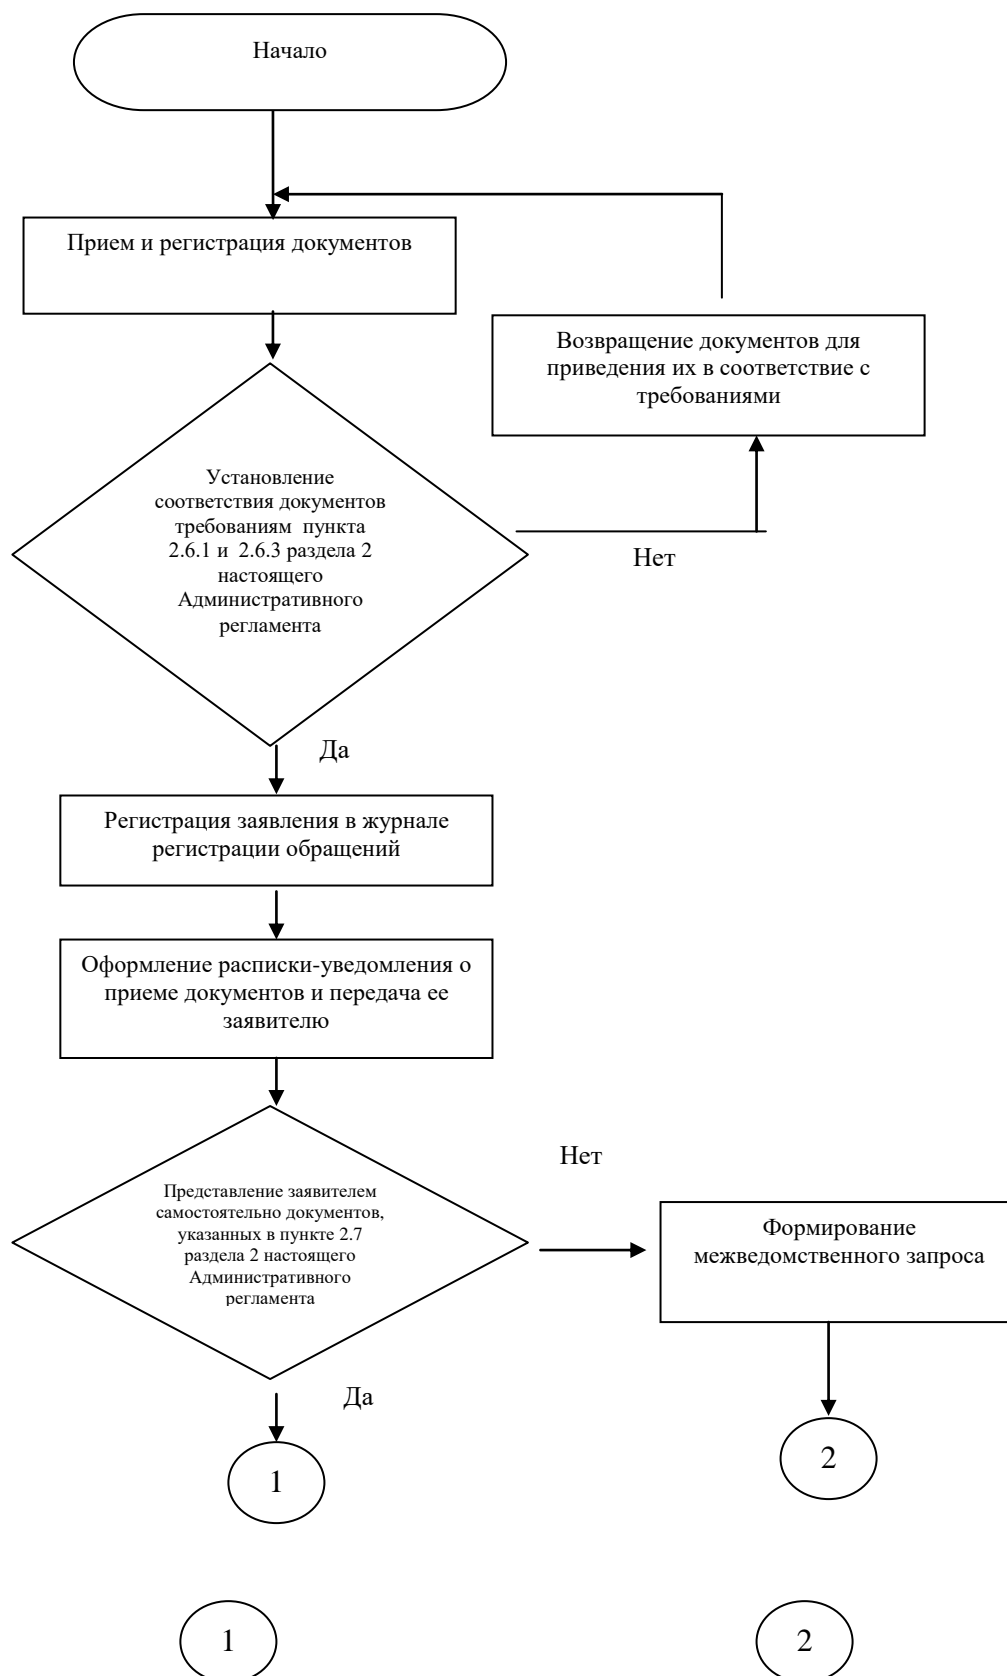 Начало
Прием и регистрация документов
Возвращение документов для
приведения их в соответствие с
требованиями
Установление
соответствия документов
требованиям  пункта
2.6.1 и  2.6.3 раздела 2
настоящего
Административного
регламента
Нет
Да
Регистрация заявления в журнале
регистрации обращений
Оформление расписки-уведомления о
приеме документов и передача ее
заявителю
Представление заявителем
самостоятельно документов,
указанных в пункте 2.7
раздела 2 настоящего
Административного
регламента
Нет
Формирование
межведомственного запроса
Да
1
2
1
2